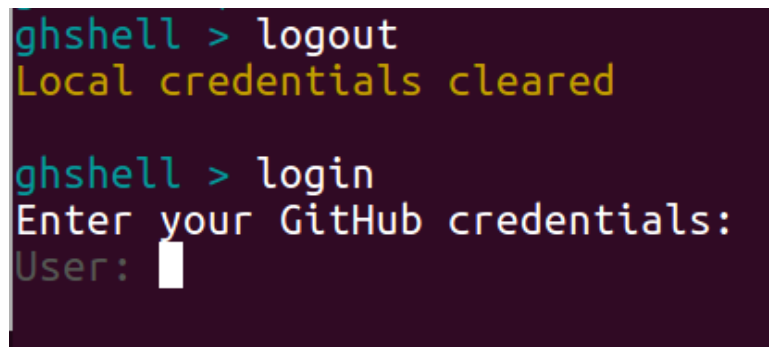 ghshell > logout
Local credentials cleared
ghshell > login
Enter your GitHub credentials:
User: